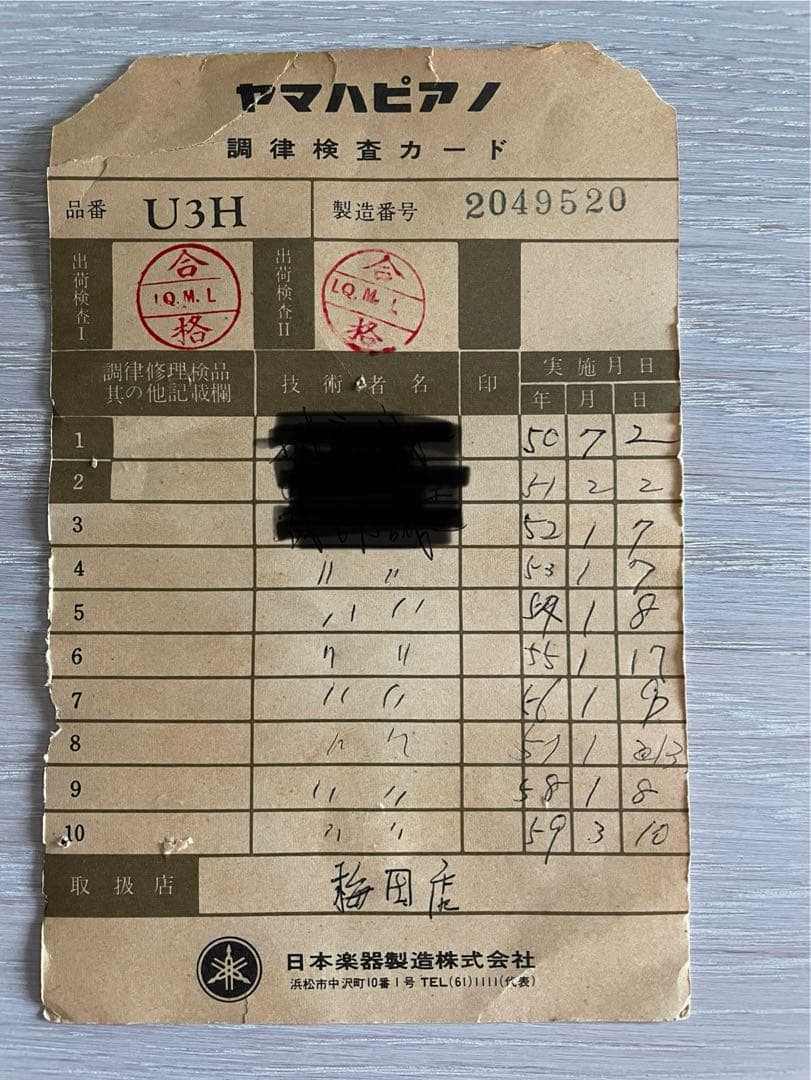 ヤマハピアノ
調律検査カード
品番 U3H 製造番号 2049520
出荷検査I 合 I.Q.M.L 格 出荷検査II 合 I.Q.M.L 格
調律修理検品其の他記載欄 技術者名 印 実施月日
年 月 日
1 50 7 2
2 51 2 2
3 52 1 7
4 〃 〃 53 1 7
5 〃 〃 1 8
6 〃 〃 55 1 17
7 〃 〃 56 1
8 〃 〃 57 1 13
9 〃 〃 58 1 8
10 〃 〃 59 3 10
取扱店 梅田店
日本楽器製造株式会社
浜松市中沢町10番1号 TEL(61)1111(代表)